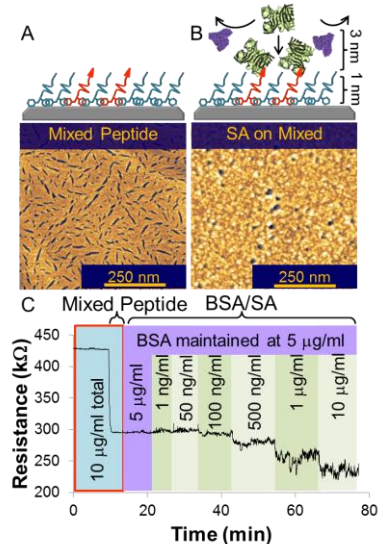 A
B
3 nm
1 nm
Mixed Peptide
SA on Mixed
250 nm
250 nm
C
Mixed Peptide
BSA/SA
BSA maintained at 5 μg/ml
10 μg/ml total
5 μg/ml
1 ng/ml
50 ng/ml
100 ng/ml
500 ng/ml
1 μg/ml
10 μg/ml
Resistance (kΩ)
450
400
350
300
250
200
0
20
40
60
80
Time (min)